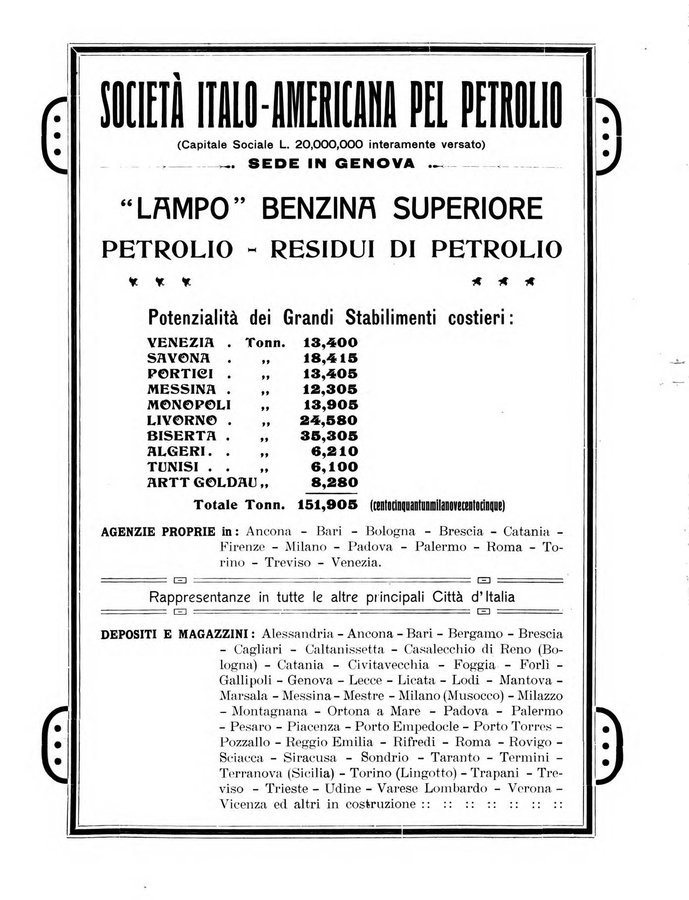 SOCIETÀ ITALO-AMERICANA PEL PETROLIO
(Capitale Sociale L. 20,000,000 interamente versato)
SEDE IN GENOVA
"LAMPO" BENZINA SUPERIORE
PETROLIO - RESIDUI DI PETROLIO
Potenzialità dei Grandi Stabilimenti costieri:
VENEZIA . Tonn. 13,400
SAVONA . „ 18,415
PORTICI . „ 13,405
MESSINA . „ 12,305
MONOPOLI „ 13,905
LIVORNO . „ 24,580
BISERTA . „ 35,305
ALGERI . . „ 6,210
TUNISI . . „ 6,100
ARTT GOLDAU „ 8,280
Totale Tonn. 151,905 (centocinquantunmilanovecentocinque)
AGENZIE PROPRIE in: Ancona - Bari - Bologna - Brescia - Catania -
Firenze - Milano - Padova - Palermo - Roma - To-
rino - Treviso - Venezia.
Rappresentanze in tutte le altre principali Città d'Italia
DEPOSITI E MAGAZZINI: Alessandria - Ancona - Bari - Bergamo - Brescia
- Cagliari - Caltanissetta - Casalecchio di Reno (Bo-
logna) - Catania - Civitavecchia - Foggia - Forlì -
Gallipoli - Genova - Lecce - Licata - Lodi - Mantova -
Marsala - Messina - Mestre - Milano (Musocco) - Milazzo
- Montagnana - Ortona a Mare - Padova - Palermo
- Pesaro - Piacenza - Porto Empedocle - Porto Torres -
Pozzallo - Reggio Emilia - Rifredi - Roma - Rovigo -
Sciacca - Siracusa - Sondrio - Taranto - Termini -
Terranova (Sicilia) - Torino (Lingotto) - Trapani - Tre-
viso - Trieste - Udine - Varese Lombardo - Verona -
Vicenza ed altri in costruzione :: :: :: :: :: :: ::